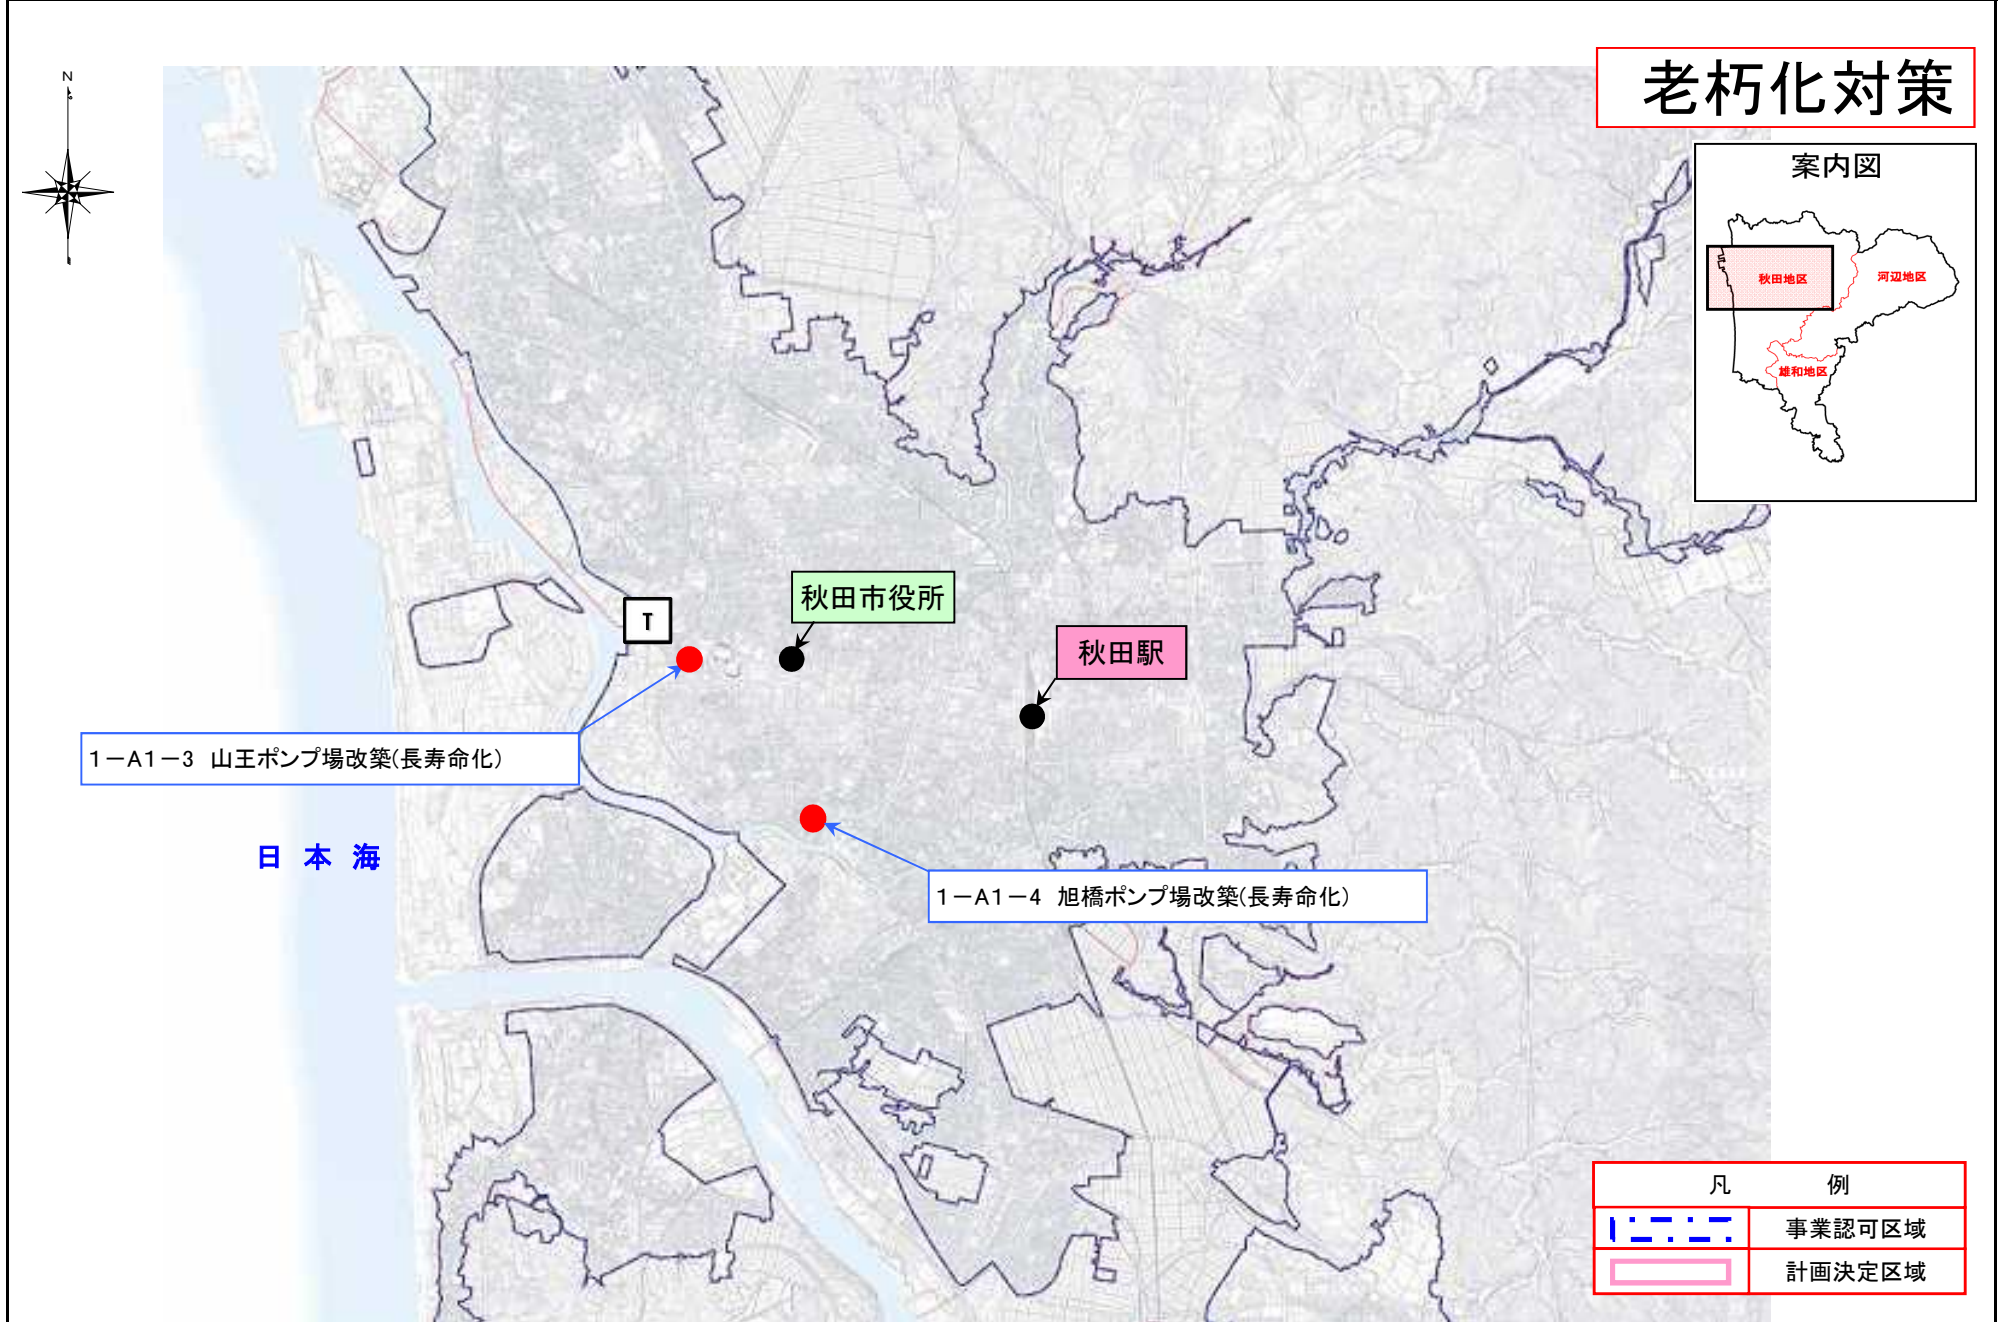 老朽化対策
N
案内図
秋田地区
河辺地区
雄和地区
秋田市役所
T
秋田駅
1－A1－3 山王ポンプ場改築(長寿命化)
日本海
1－A1－4 旭橋ポンプ場改築(長寿命化)
凡例
事業認可区域
計画決定区域